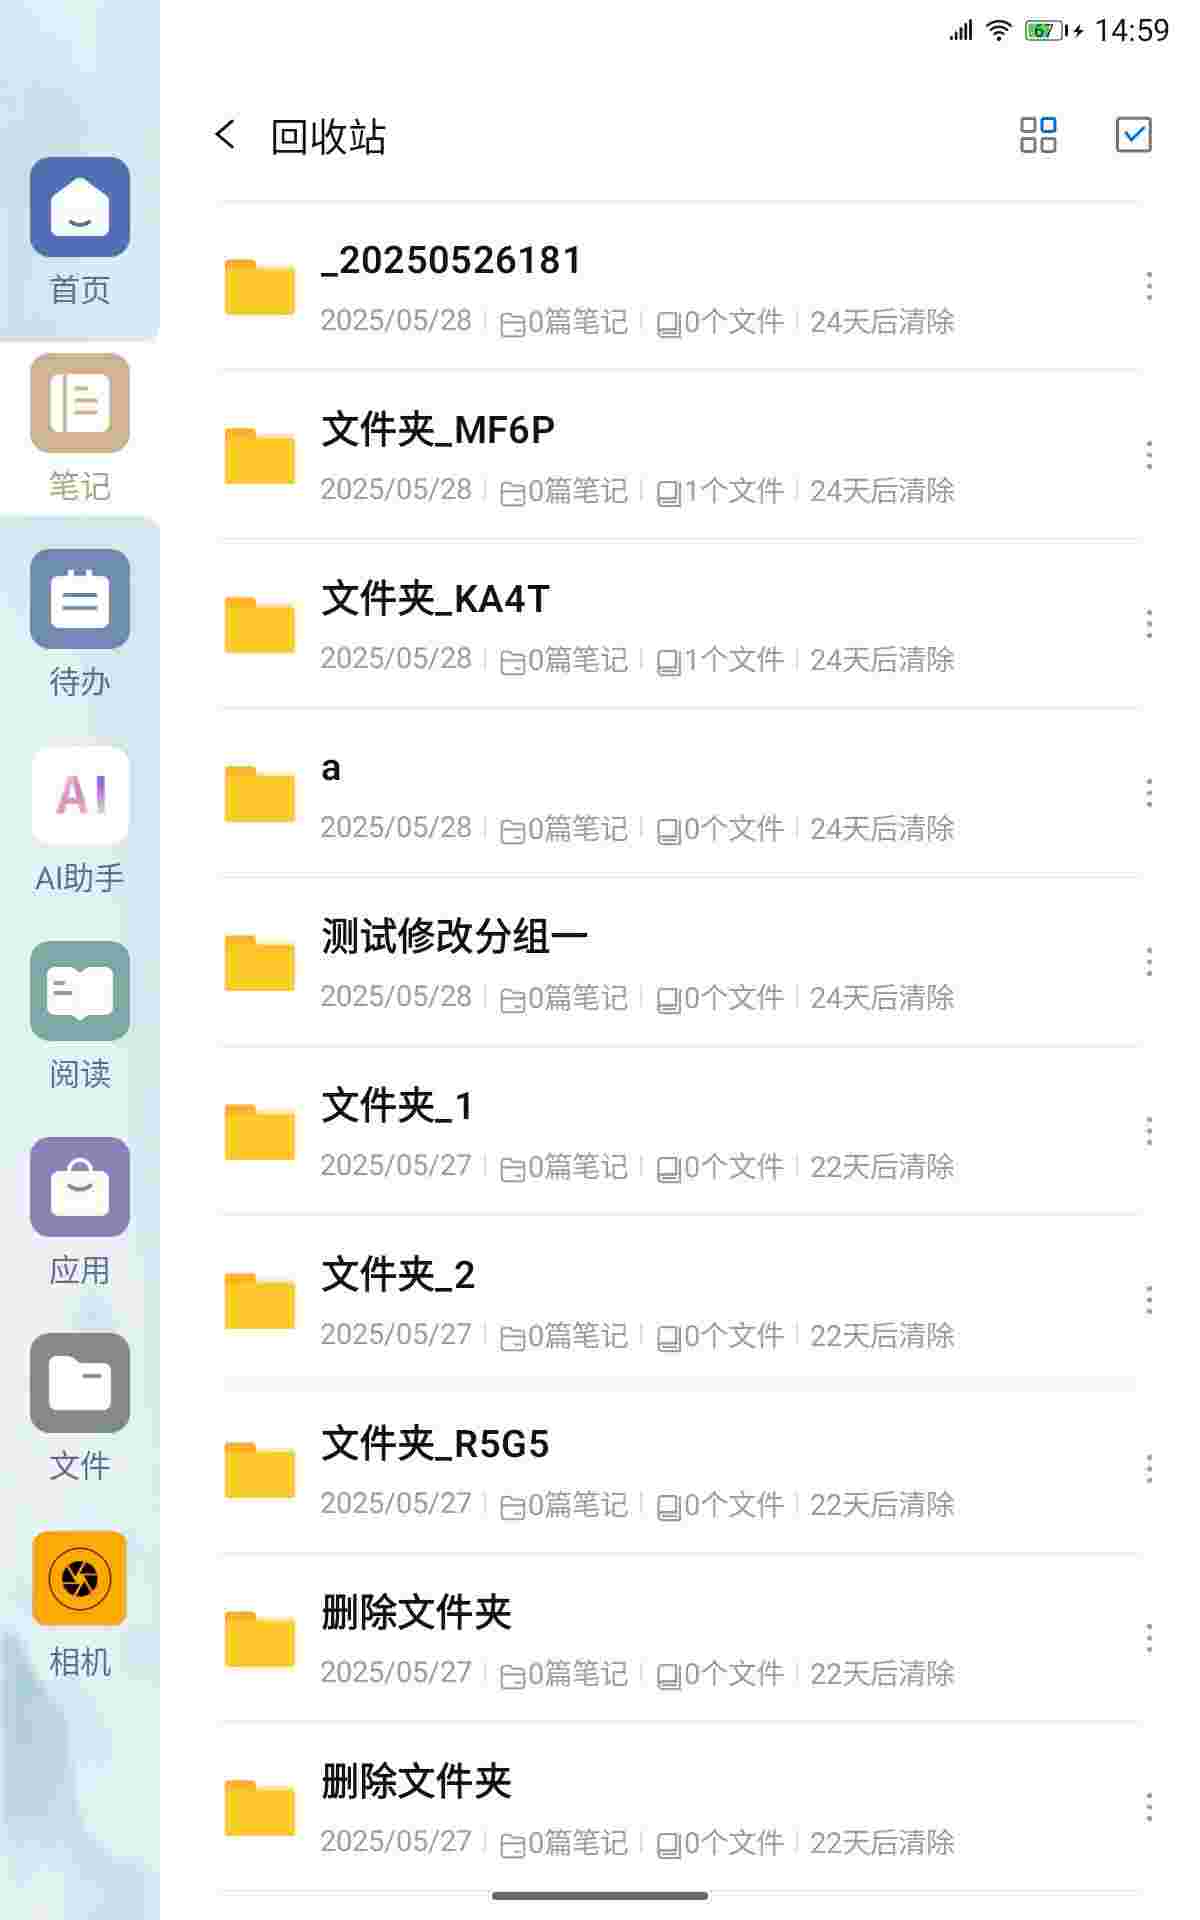 67 14:59
回收站
首页
笔记
待办
AI
AI助手
阅读
应用
文件
相机
_20250526181
2025/05/28 0篇笔记 0个文件 24天后清除
文件夹_MF6P
2025/05/28 0篇笔记 1个文件 24天后清除
文件夹_KA4T
2025/05/28 0篇笔记 1个文件 24天后清除
a
2025/05/28 0篇笔记 0个文件 24天后清除
测试修改分组一
2025/05/28 0篇笔记 0个文件 24天后清除
文件夹_1
2025/05/27 0篇笔记 0个文件 22天后清除
文件夹_2
2025/05/27 0篇笔记 0个文件 22天后清除
文件夹_R5G5
2025/05/27 0篇笔记 0个文件 22天后清除
删除文件夹
2025/05/27 0篇笔记 0个文件 22天后清除
删除文件夹
2025/05/27 0篇笔记 0个文件 22天后清除